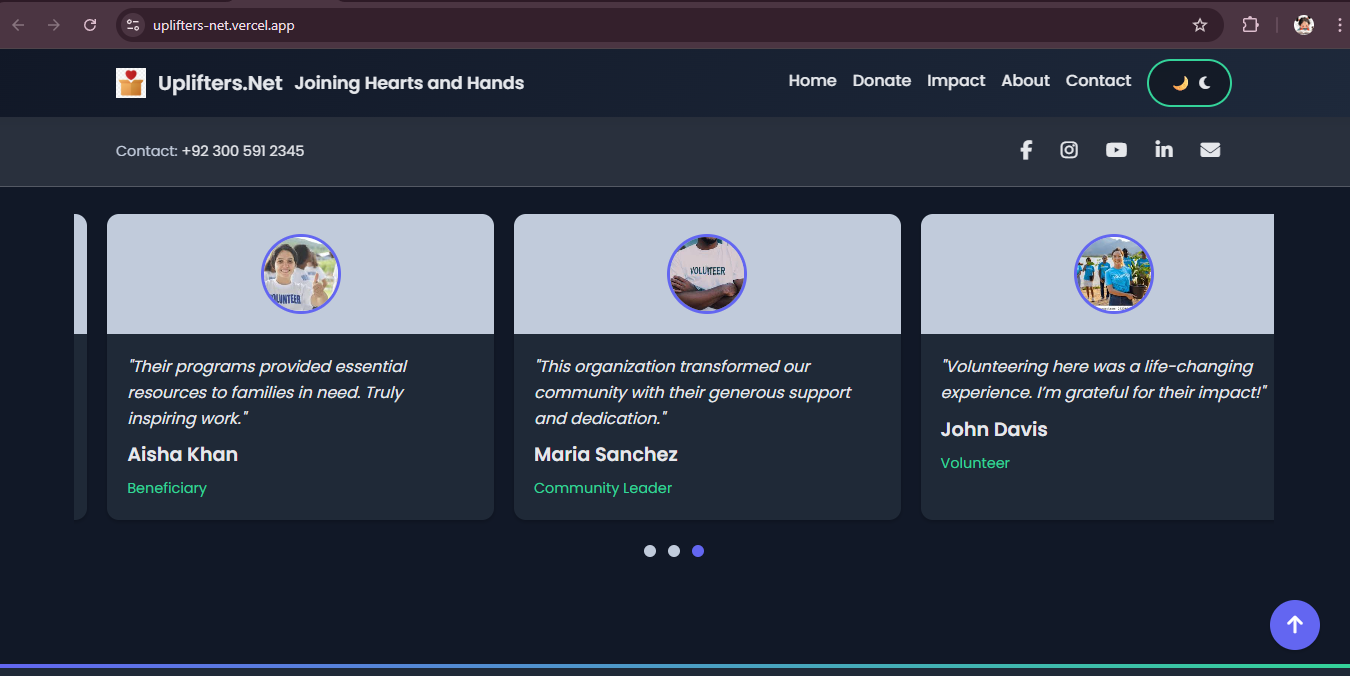 uplifters-net.vercel.app
Uplifters.Net Joining Hearts and Hands
Home Donate Impact About Contact
Contact: +92 300 591 2345
VOLUNTEER
"Their programs provided essential
resources to families in need. Truly
inspiring work."
Aisha Khan
Beneficiary
VOLUNTEER
"This organization transformed our
community with their generous support
and dedication."
Maria Sanchez
Community Leader
"Volunteering here was a life-changing
experience. I'm grateful for their impact!"
John Davis
Volunteer